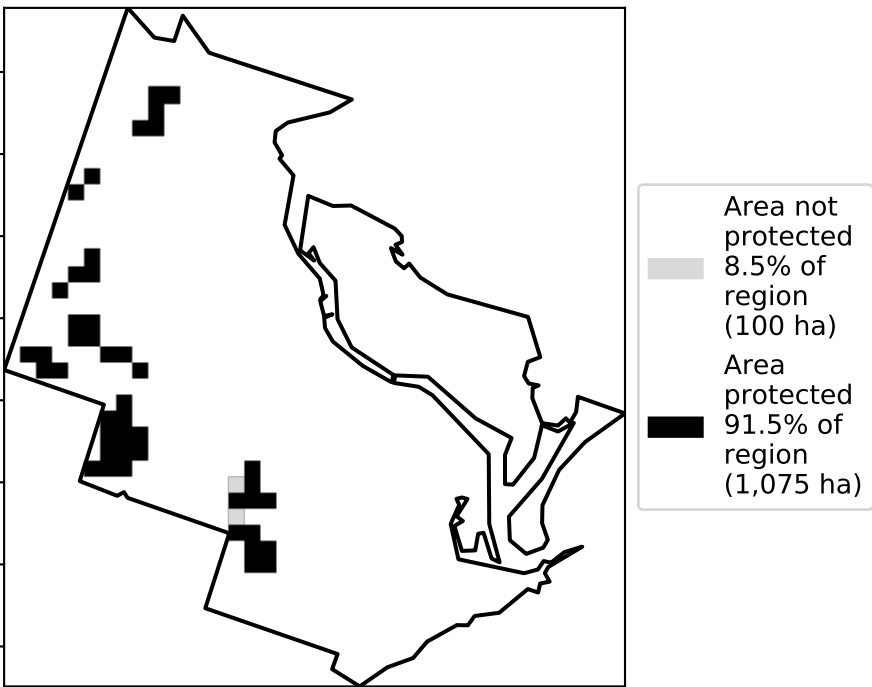 Area not
protected
8.5% of
region
(100 ha)
Area
protected
91.5% of
region
(1,075 ha)